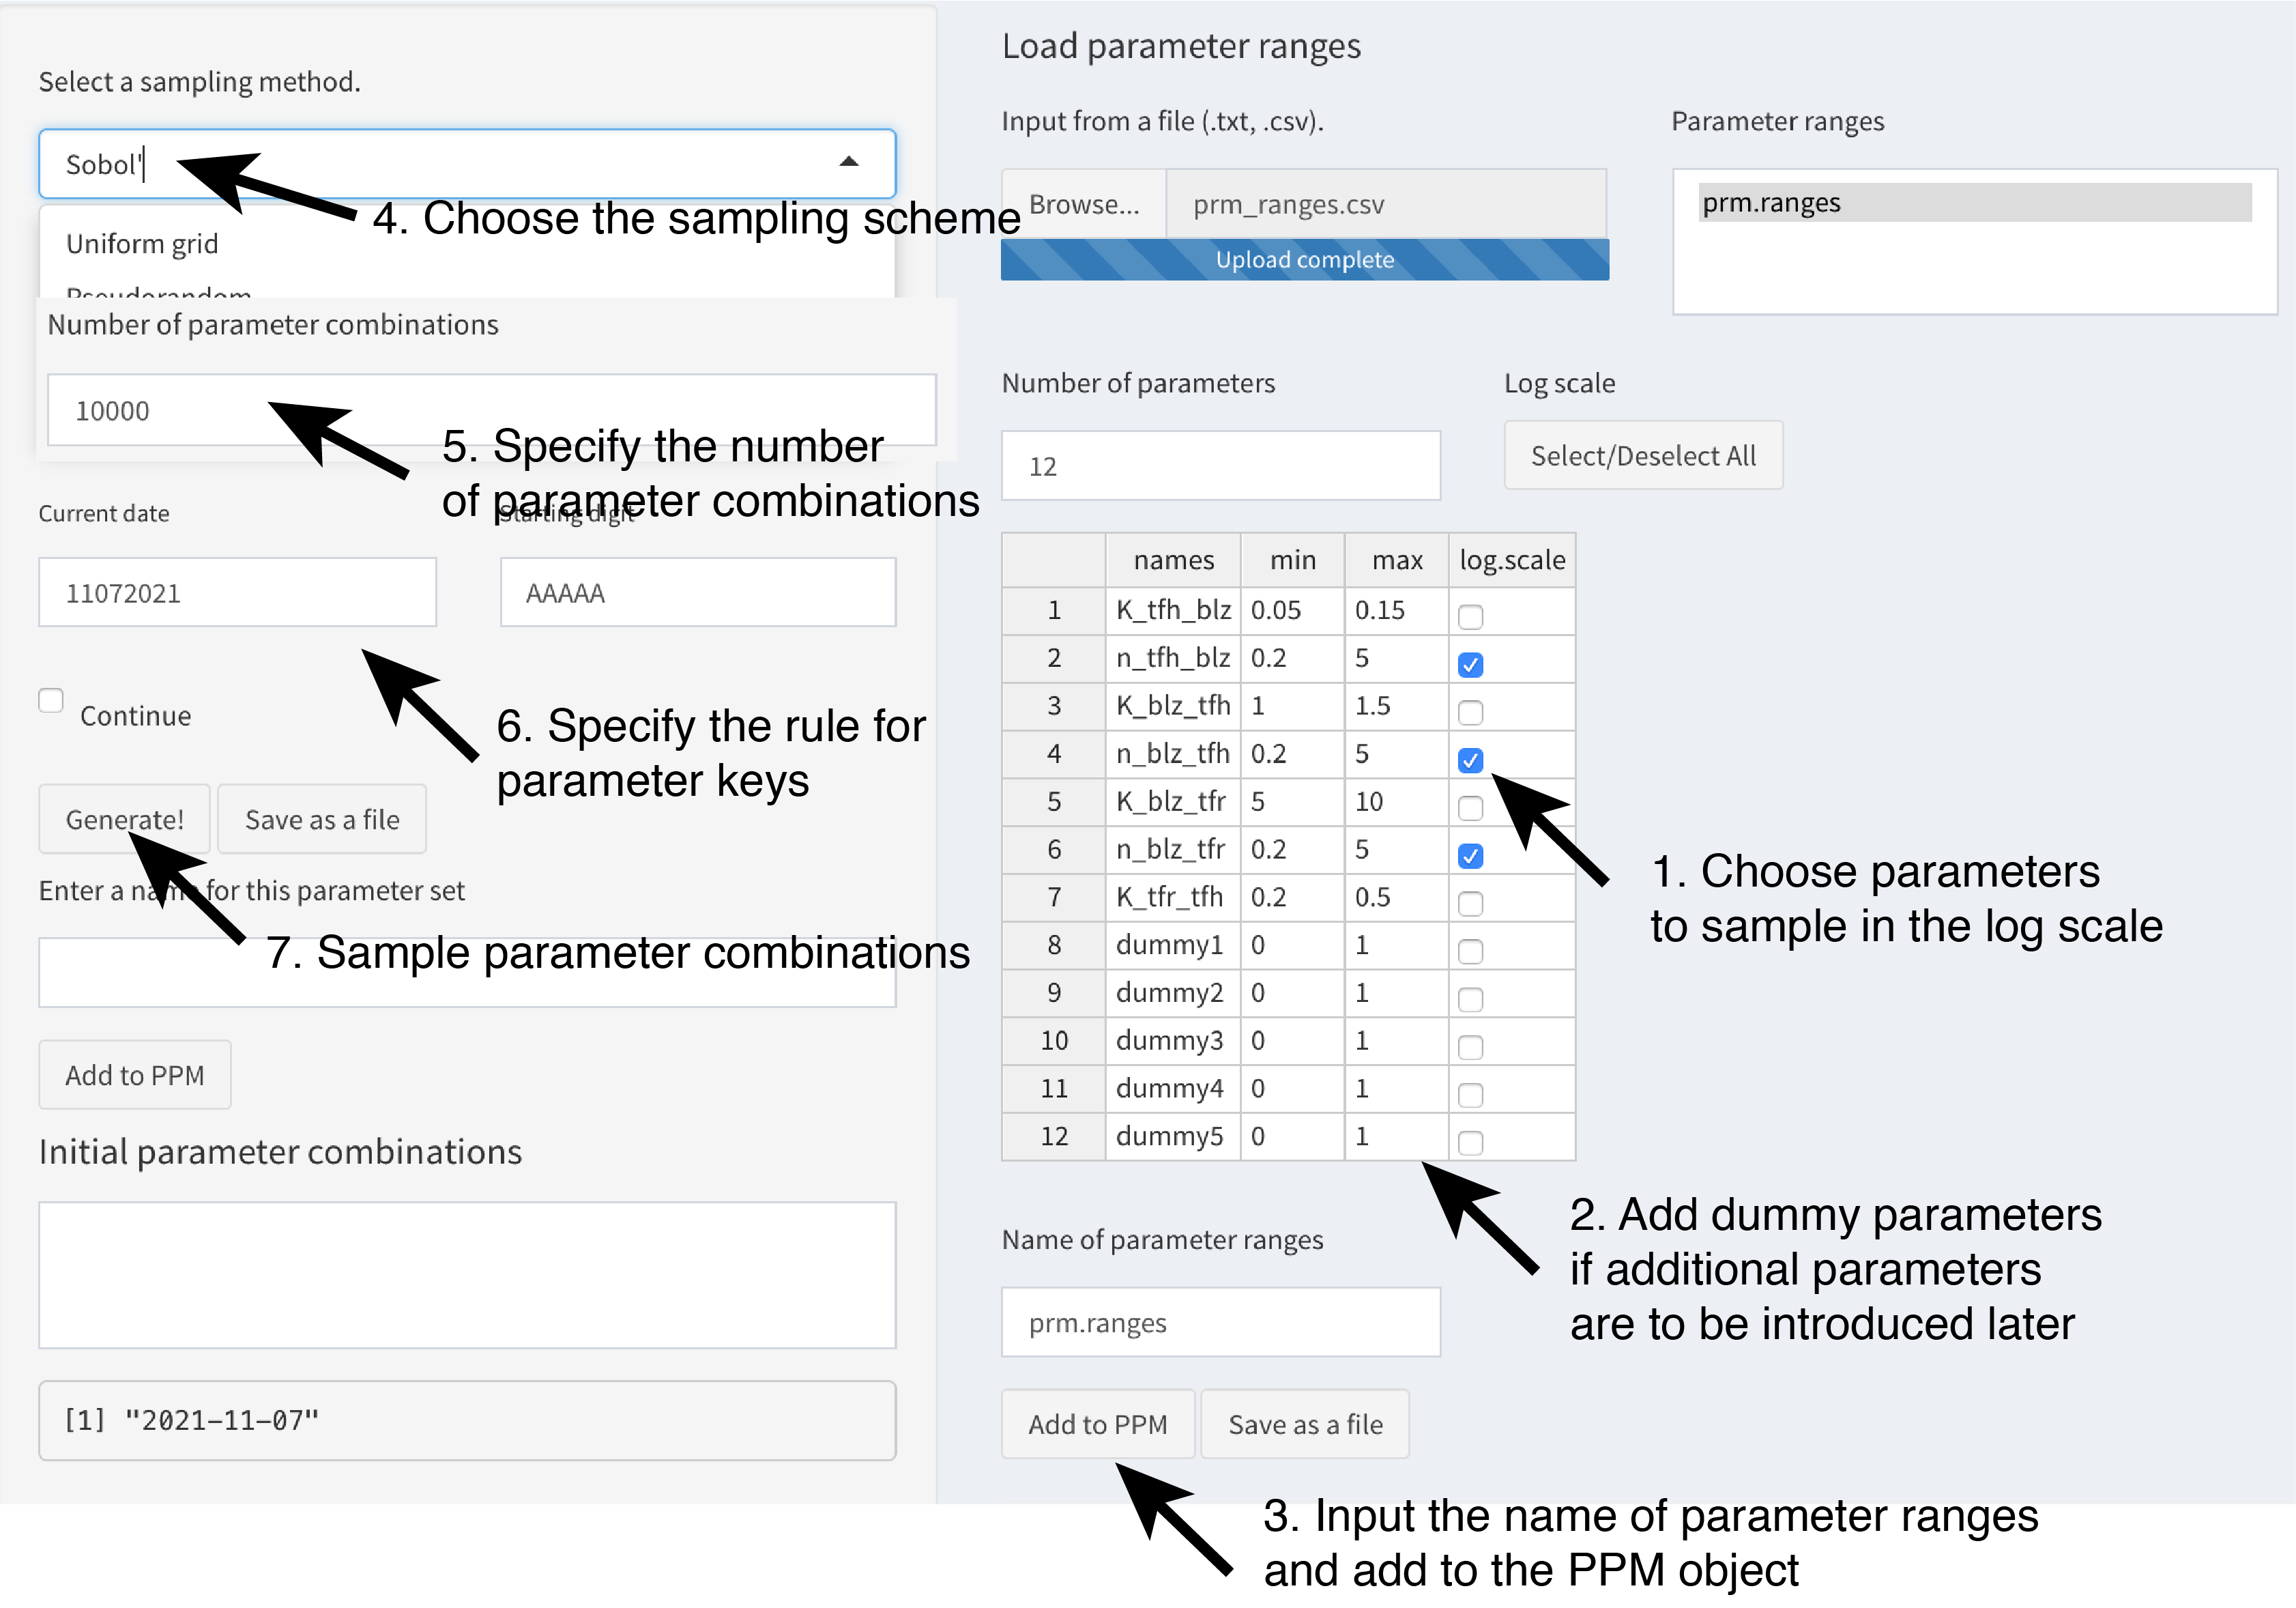 Select a sampling method.
Sobol'
4. Choose the sampling scheme
Uniform grid
Pseudorandom
Number of parameter combinations
10000
5. Specify the number
of parameter combinations
Current date
Starting digit
11072021
AAAAA
Continue
6. Specify the rule for
parameter keys
Generate!
Save as a file
Enter a name for this parameter set
7. Sample parameter combinations
Add to PPM
Initial parameter combinations
[1] "2021-11-07"
Load parameter ranges
Input from a file (.txt, .csv).
Browse...
prm_ranges.csv
Upload complete
Parameter ranges
prm.ranges
Number of parameters
12
Log scale
Select/Deselect All
names min max log.scale
1 K_tfh_blz 0.05 0.15
2 n_tfh_blz 0.2 5
3 K_blz_tfh 1 1.5
4 n_blz_tfh 0.2 5
5 K_blz_tfr 5 10
6 n_blz_tfr 0.2 5
7 K_tfr_tfh 0.2 0.5
8 dummy1 0 1
9 dummy2 0 1
10 dummy3 0 1
11 dummy4 0 1
12 dummy5 0 1
1. Choose parameters
to sample in the log scale
2. Add dummy parameters
if additional parameters
are to be introduced later
Name of parameter ranges
prm.ranges
Add to PPM
Save as a file
3. Input the name of parameter ranges
and add to the PPM object